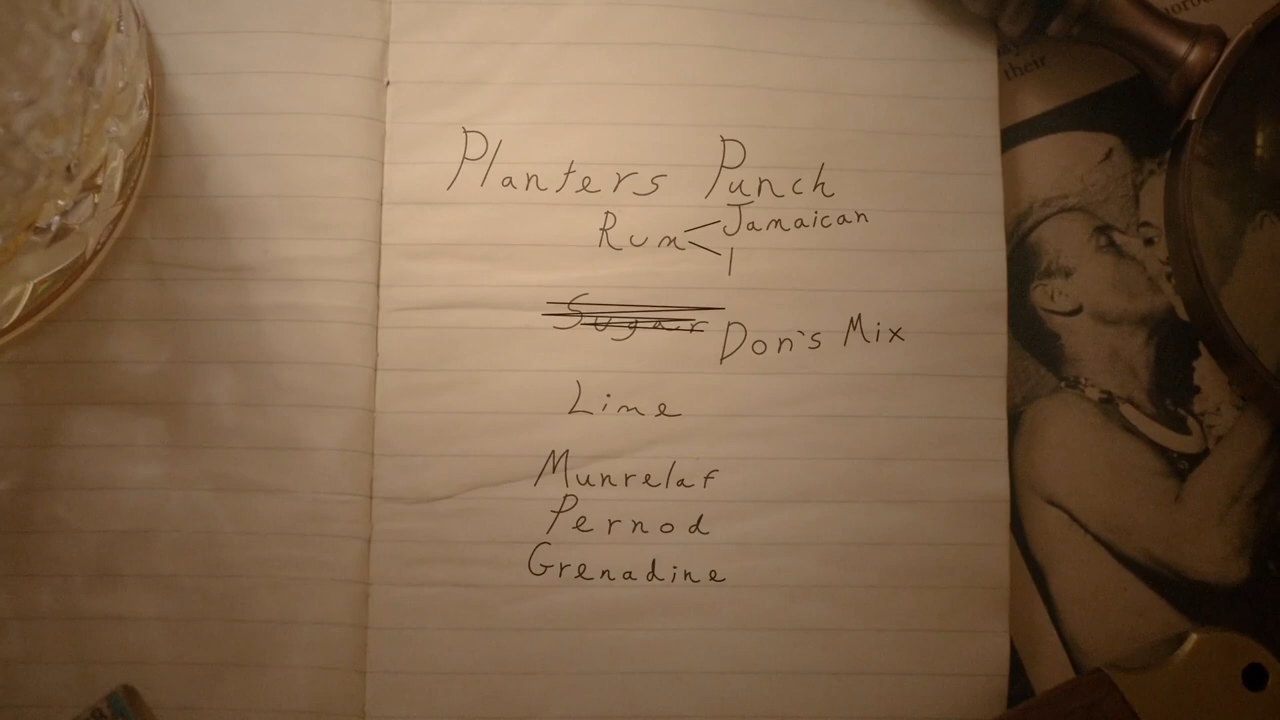 their
Planters Punch
Rum < Jamaican
|
Sugar Don's Mix
Lime
Munrelaf
Pernod
Grenadine